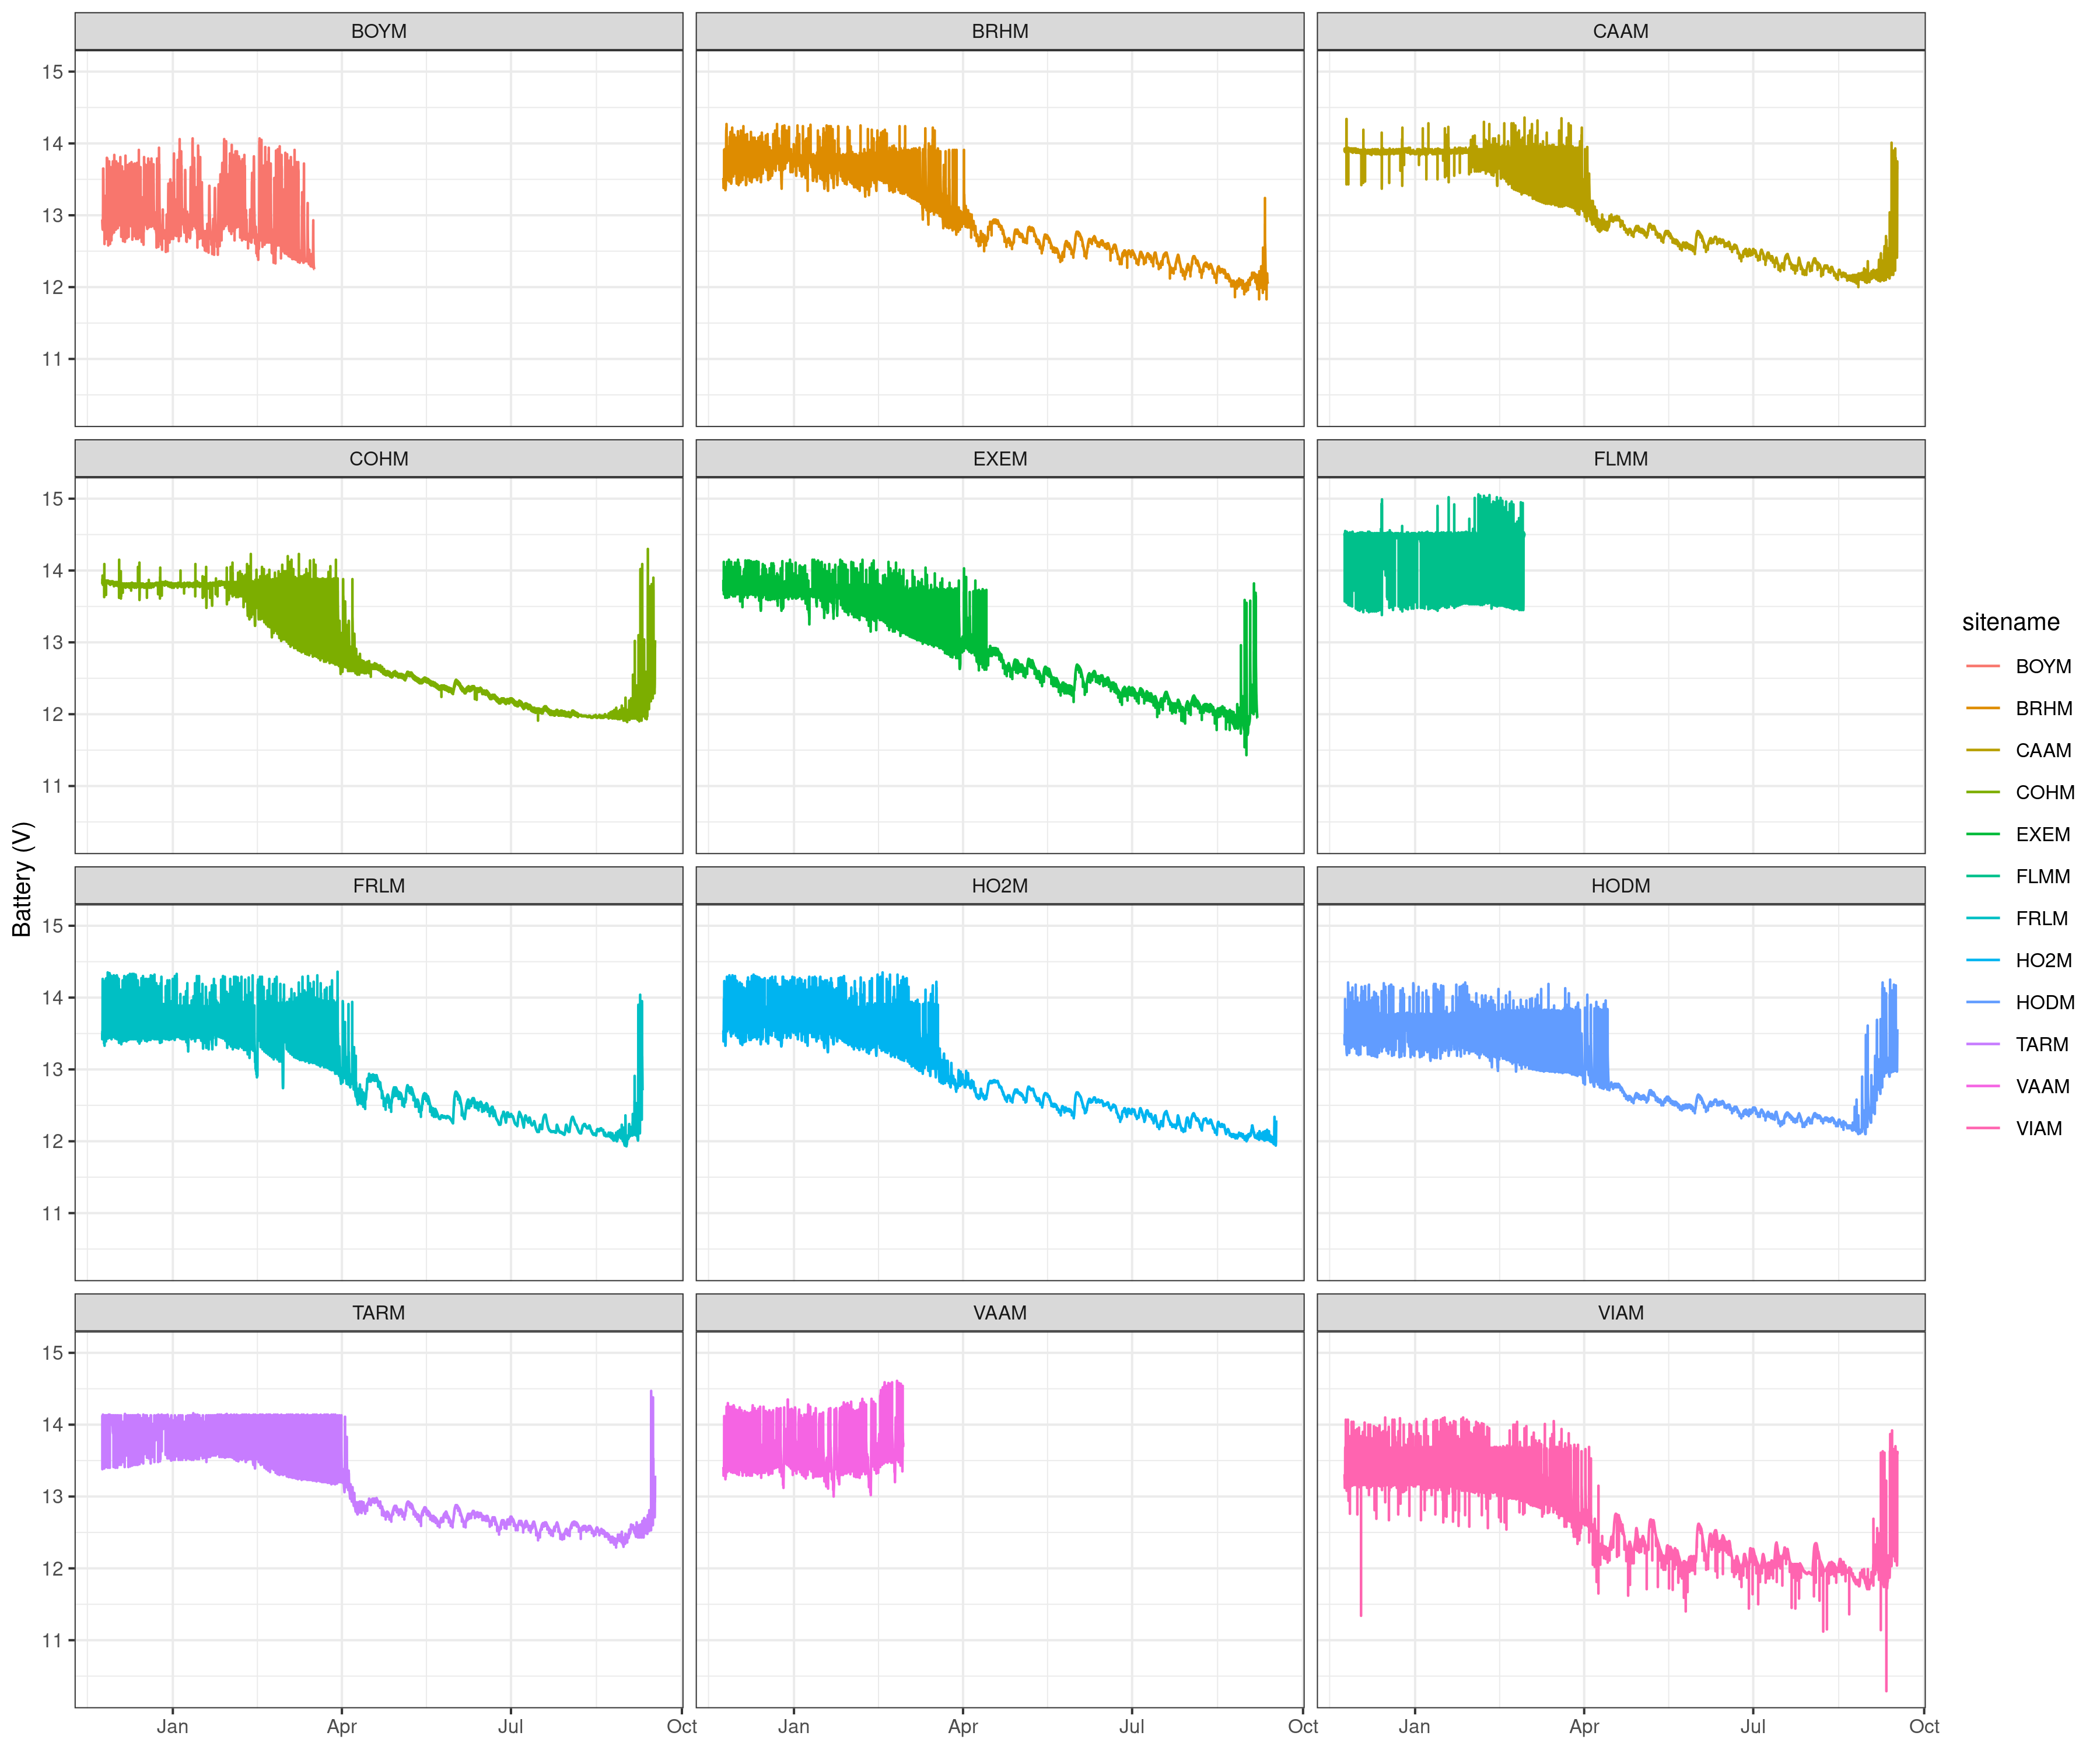 BOYM BRHM CAAM
15
14
13
12
11
COHM EXEM FLMM
15
14
13
12
11
FRLM HO2M HODM
15
14
13
12
11
TARM VAAM VIAM
15
14
13
12
11
Jan Apr Jul Oct Jan Apr Jul Oct Jan Apr Jul Oct
Battery (V)
sitename
BOYM
BRHM
CAAM
COHM
EXEM
FLMM
FRLM
HO2M
HODM
TARM
VAAM
VIAM